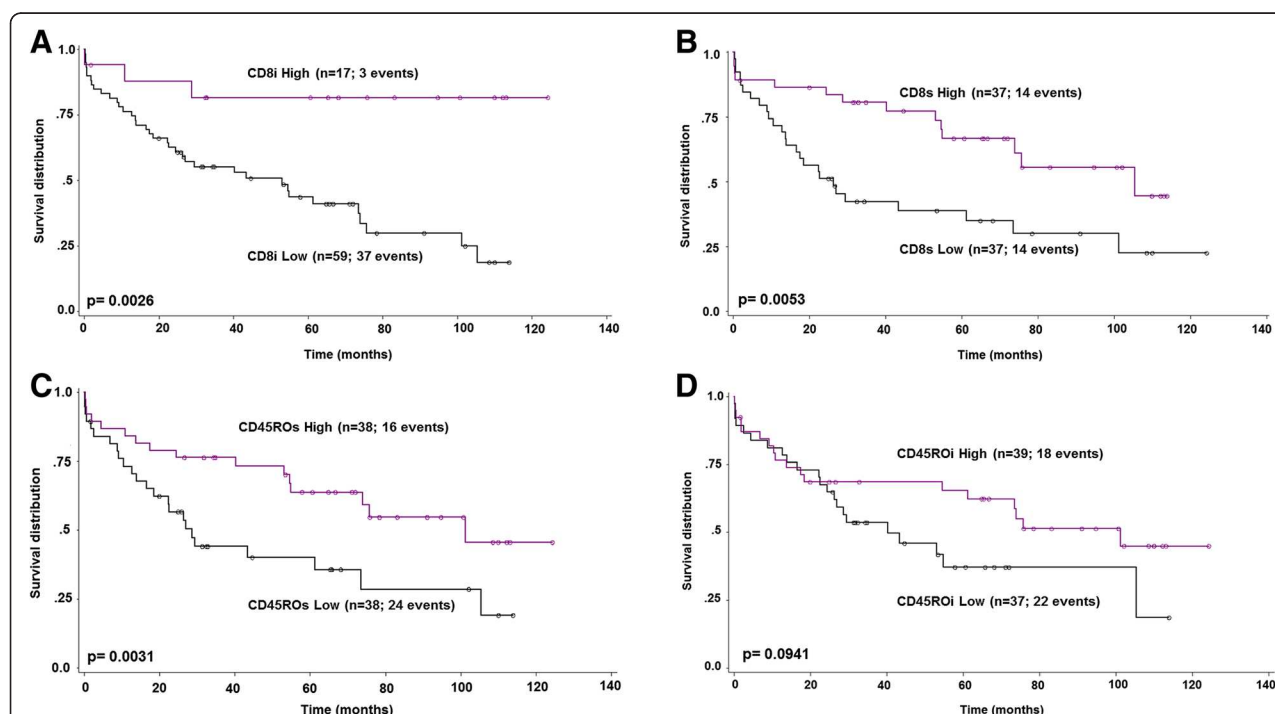 A
1.0
.75
.5
.25
0.0
Survival distribution
CD8i High (n=17; 3 events)
CD8i Low (n=59; 37 events)
p= 0.0026
0 20 40 60 80 100 120 140
Time (months)
B
1.0
.75
.5
.25
0.0
Survival distribution
CD8s High (n=37; 14 events)
CD8s Low (n=37; 14 events)
p= 0.0053
0 20 40 60 80 100 120 140
Time (months)
C
1.0
.75
.5
.25
0.0
Survival distribution
CD45ROs High (n=38; 16 events)
CD45ROs Low (n=38; 24 events)
p= 0.0031
0 20 40 60 80 100 120 140
Time (months)
D
1.0
.75
.5
.25
0.0
Survival distribution
CD45ROi High (n=39; 18 events)
CD45ROi Low (n=37; 22 events)
p= 0.0941
0 20 40 60 80 100 120 140
Time (months)